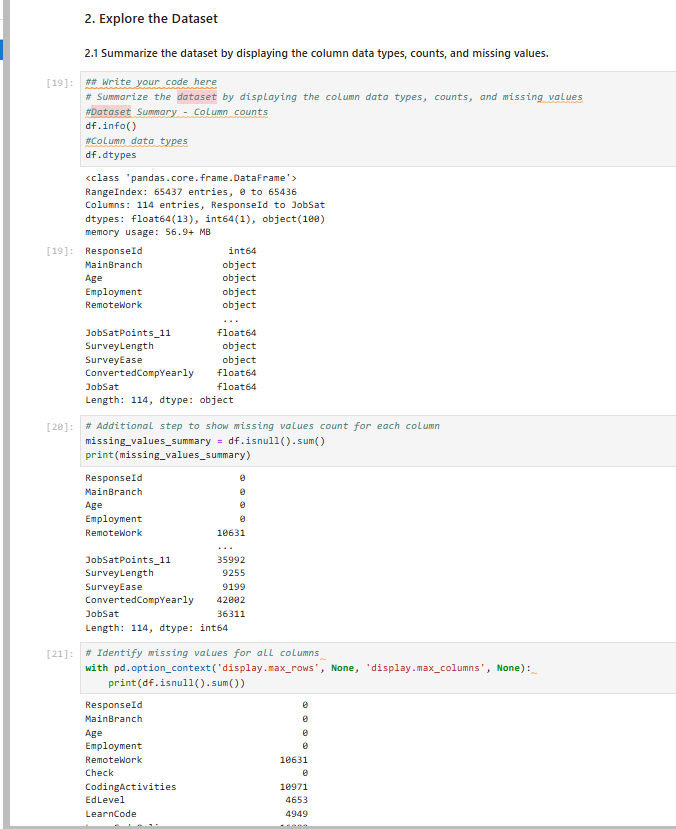 2. Explore the Dataset
2.1 Summarize the dataset by displaying the column data types, counts, and missing values.
[19]: ## Write your code here
# Summarize the dataset by displaying the column data types, counts, and missing values
#Dataset Summary - Column counts
df.info()
#Column data types
df.dtypes
<class 'pandas.core.frame.DataFrame'>
RangeIndex: 65437 entries, 0 to 65436
Columns: 114 entries, ResponseId to JobSat
dtypes: float64(13), int64(1), object(100)
memory usage: 56.9+ MB
[19]: ResponseId int64
MainBranch object
Age object
Employment object
RemoteWork object
...
JobSatPoints_11 float64
SurveyLength object
SurveyEase object
ConvertedCompYearly float64
JobSat float64
Length: 114, dtype: object
[20]: # Additional step to show missing values count for each column
missing_values_summary = df.isnull().sum()
print(missing_values_summary)
ResponseId 0
MainBranch 0
Age 0
Employment 0
RemoteWork 10631
...
JobSatPoints_11 35992
SurveyLength 9255
SurveyEase 9199
ConvertedCompYearly 42002
JobSat 36311
Length: 114, dtype: int64
[21]: # Identify missing values for all columns
with pd.option_context('display.max_rows', None, 'display.max_columns', None):
print(df.isnull().sum())
ResponseId 0
MainBranch 0
Age 0
Employment 0
RemoteWork 10631
Check 0
CodingActivities 10971
EdLevel 4653
LearnCode 4949